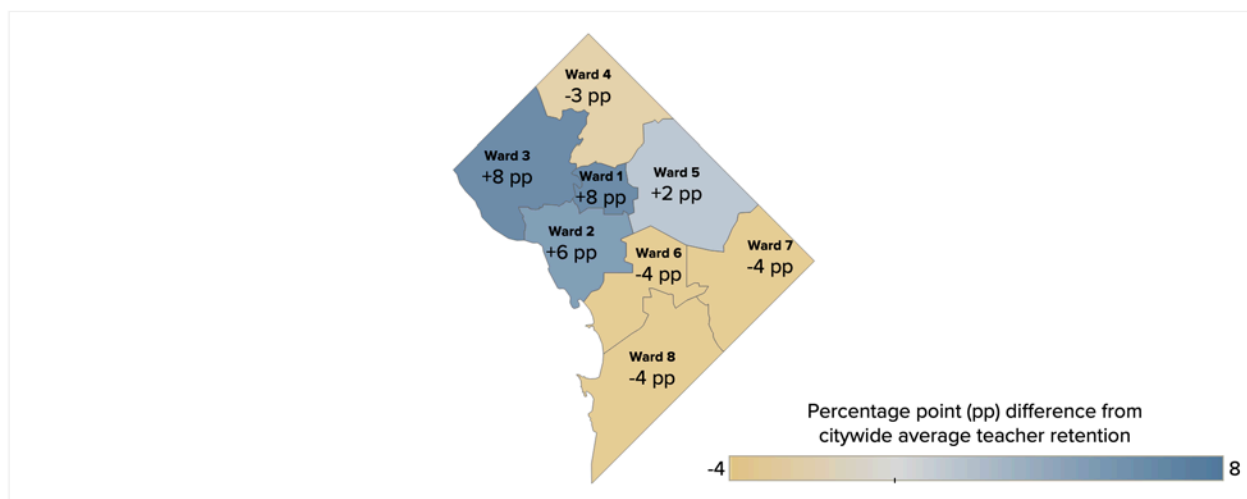 Ward 4
-3 pp
Ward 3
+8 pp
Ward 1
+8 pp
Ward 5
+2 pp
Ward 2
+6 pp
Ward 6
-4 pp
Ward 7
-4 pp
Ward 8
-4 pp
Percentage point (pp) difference from
citywide average teacher retention
-4
8